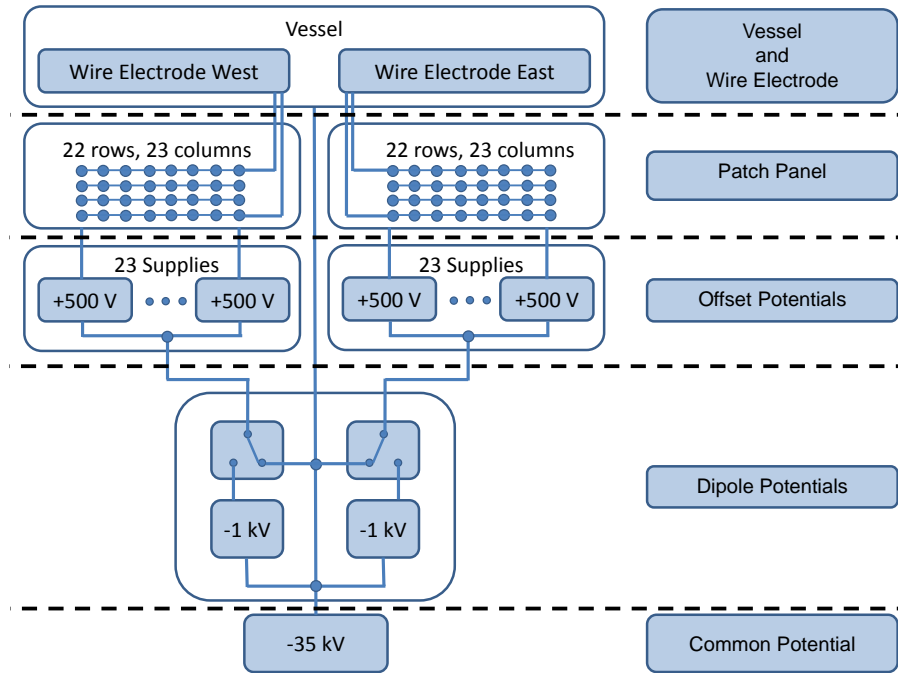 Vessel
Wire Electrode West
Wire Electrode East
Vessel
and
Wire Electrode
22 rows, 23 columns
22 rows, 23 columns
Patch Panel
23 Supplies
23 Supplies
+500 V
+500 V
+500 V
+500 V
Offset Potentials
Dipole Potentials
-1 kV
-1 kV
-35 kV
Common Potential